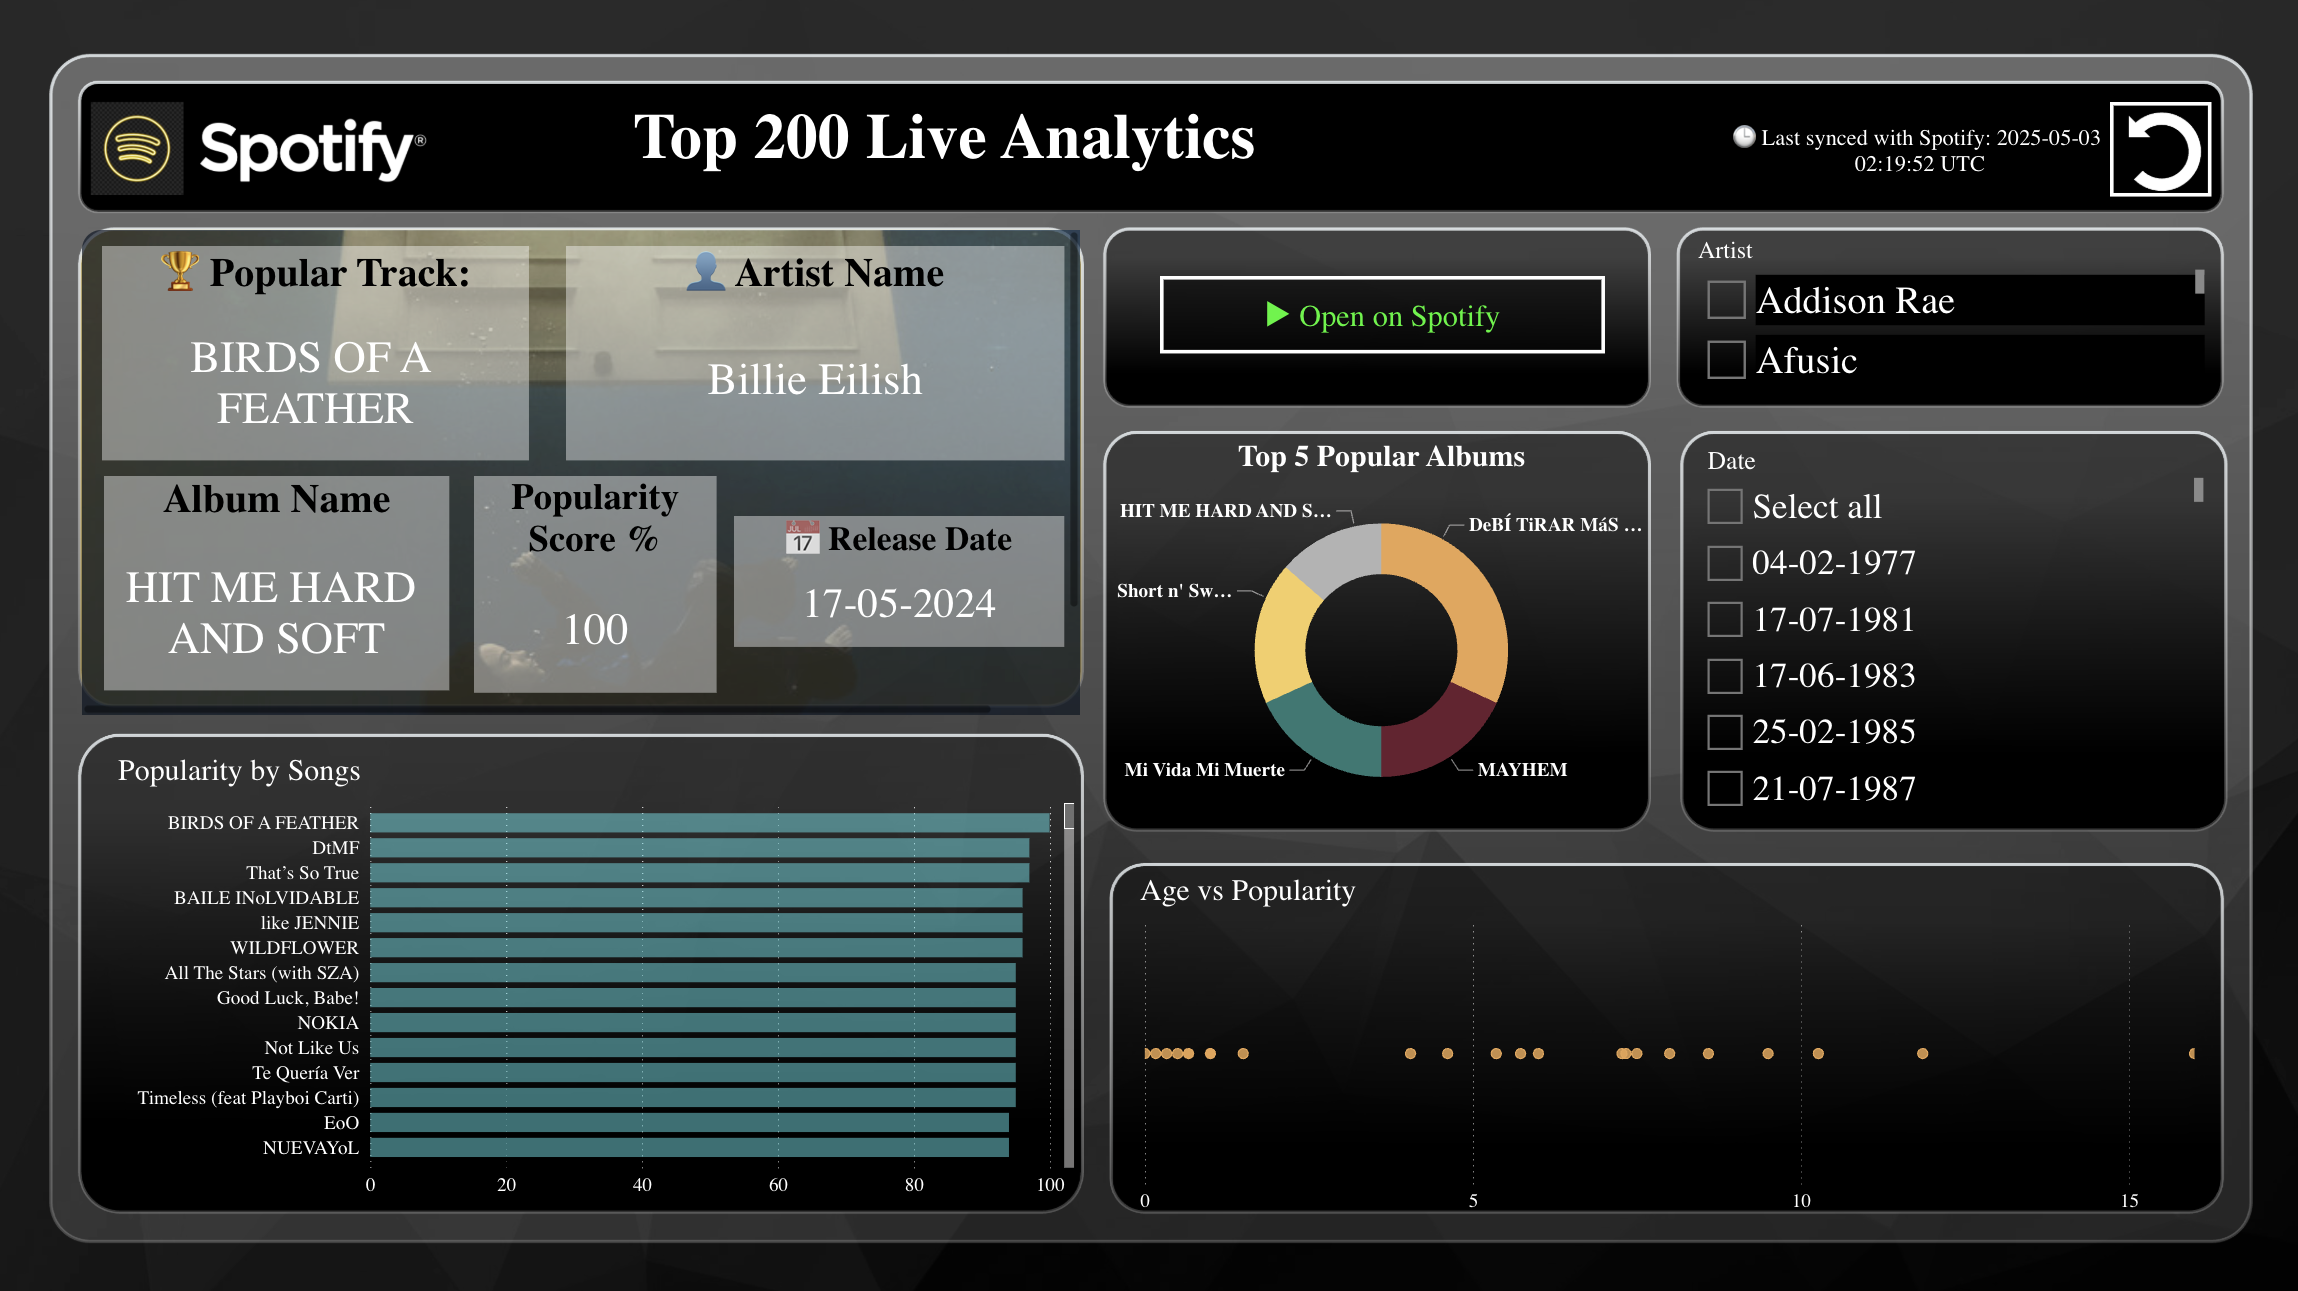 Spotify®
Top 200 Live Analytics
🕒 Last synced with Spotify: 2025-05-03
02:19:52 UTC
🏆 Popular Track:
BIRDS OF A
FEATHER
👤 Artist Name
Billie Eilish
Album Name
HIT ME HARD
AND SOFT
Popularity
Score %
100
📅 Release Date
17-05-2024
▶ Open on Spotify
Artist
Addison Rae
Afusic
Top 5 Popular Albums
HIT ME HARD AND S...
DeBÍ TiRAR MáS ...
Short n' Sw...
Mi Vida Mi Muerte
MAYHEM
Date
Select all
04-02-1977
17-07-1981
17-06-1983
25-02-1985
21-07-1987
Popularity by Songs
BIRDS OF A FEATHER
DtMF
That’s So True
BAILE INoLVIDABLE
like JENNIE
WILDFLOWER
All The Stars (with SZA)
Good Luck, Babe!
NOKIA
Not Like Us
Te Quería Ver
Timeless (feat Playboi Carti)
EoO
NUEVAYoL
0 20 40 60 80 100
Age vs Popularity
0 5 10 15